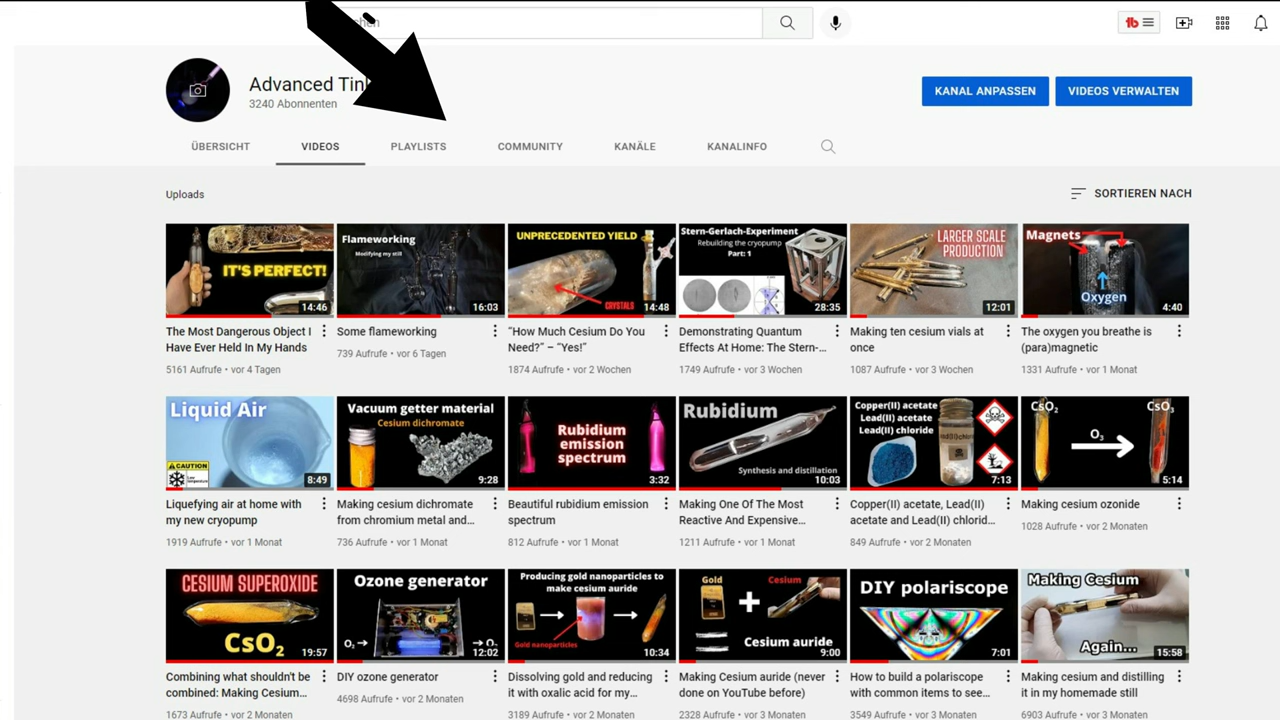 Advanced
3240 Abonnenten
KANAL ANPASSEN
VIDEOS VERWALTEN
ÜBERSICHT
VIDEOS
PLAYLISTS
COMMUNITY
KANÄLE
KANALINFO
Uploads
SORTIEREN NACH
IT'S PERFECT!
14:46
The Most Dangerous Object I
Have Ever Held In My Hands
5161 Aufrufe • vor 4 Tagen
Flameworking
Modifying my still
16:03
Some flameworking
739 Aufrufe • vor 6 Tagen
UNPRECEDENTED YIELD
CRYSTALS
14:48
“How Much Cesium Do You
Need?” – “Yes!”
1874 Aufrufe • vor 2 Wochen
Stern-Gerlach-Experiment
Rebuilding the cryopump
Part: 1
28:35
Demonstrating Quantum
Effects At Home: The Stern-...
1749 Aufrufe • vor 3 Wochen
LARGER SCALE
PRODUCTION
12:01
Making ten cesium vials at
once
1087 Aufrufe • vor 3 Wochen
Magnets
Oxygen
4:40
The oxygen you breathe is
(para)magnetic
1331 Aufrufe • vor 1 Monat
Liquid Air
CAUTION
8:49
Liquefying air at home with
my new cryopump
1919 Aufrufe • vor 1 Monat
Vacuum getter material
Cesium dichromate
9:28
Making cesium dichromate
from chromium metal and...
736 Aufrufe • vor 1 Monat
Rubidium
emission
spectrum
3:32
Beautiful rubidium emission
spectrum
812 Aufrufe • vor 1 Monat
Rubidium
Synthesis and distillation
10:03
Making One Of The Most
Reactive And Expensive...
1211 Aufrufe • vor 1 Monat
Copper(II) acetate
Lead(II) acetate
Lead(II) chloride
7:13
Copper(II) acetate, Lead(II)
acetate and Lead(II) chlorid...
849 Aufrufe • vor 2 Monaten
CsO₂
CsO₃
O₃
5:14
Making cesium ozonide
1028 Aufrufe • vor 2 Monaten
CESIUM SUPEROXIDE
CsO₂
19:57
Combining what shouldn't be
combined: Making Cesium...
1673 Aufrufe • vor 2 Monaten
Ozone generator
O₂
O₃
12:02
DIY ozone generator
4698 Aufrufe • vor 2 Monaten
Producing gold nanoparticles to
make cesium auride
Gold nanoparticles
10:34
Dissolving gold and reducing
it with oxalic acid for my...
3189 Aufrufe • vor 2 Monaten
Gold
Cesium
+
Cesium auride
9:00
Making Cesium auride (never
done on YouTube before)
2328 Aufrufe • vor 3 Monaten
DIY polariscope
7:01
How to build a polariscope
with common items to see...
3549 Aufrufe • vor 3 Monaten
Making Cesium
Again...
15:58
Making cesium and distilling
it in my homemade still
6903 Aufrufe • vor 3 Monaten